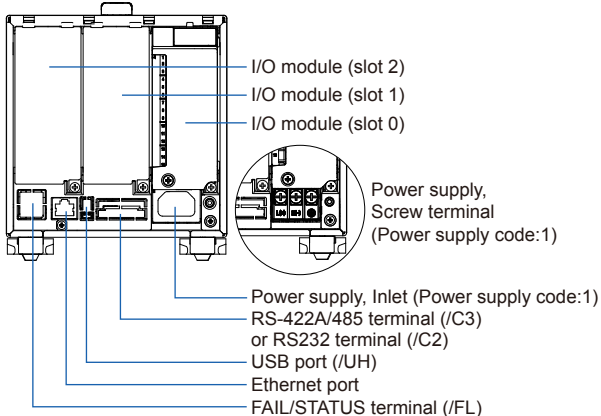 I/O module (slot 2)
I/O module (slot 1)
I/O module (slot 0)
Power supply,
Screw terminal
(Power supply code:1)
Power supply, Inlet (Power supply code:1)
RS-422A/485 terminal (/C3)
or RS232 terminal (/C2)
USB port (/UH)
Ethernet port
FAIL/STATUS terminal (/FL)